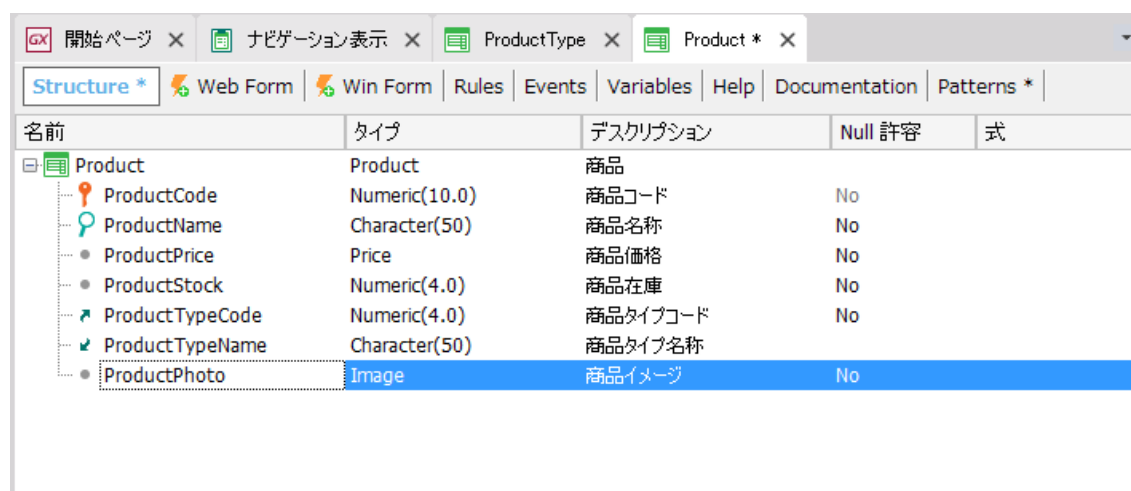 GX 開始ページ × ナビゲーション表示 × ProductType × Product * ×
Structure * Web Form Win Form Rules Events Variables Help Documentation Patterns *
名前 タイプ デスクリプション Null 許容 式
Product Product 商品
ProductCode Numeric(10.0) 商品コード No
ProductName Character(50) 商品名称 No
ProductPrice Price 商品価格 No
ProductStock Numeric(4.0) 商品在庫 No
ProductTypeCode Numeric(4.0) 商品タイプコード No
ProductTypeName Character(50) 商品タイプ名称
ProductPhoto Image 商品イメージ No